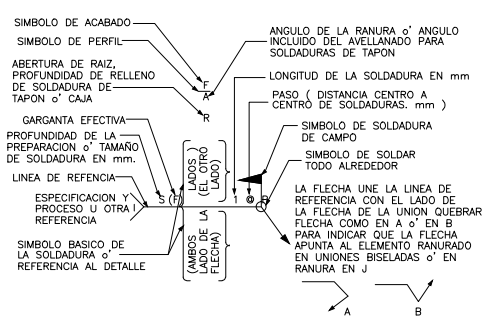 SIMBOLO DE ACABADO
SIMBOLO DE PERFIL
ABERTURA DE RAIZ,
PROFUNDIDAD DE RELLENO
DE SOLDADURA DE
TAPON o' CAJA
GARGANTA EFECTIVA
PROFUNDIDAD DE LA
PREPARACION o' TAMAÑO
DE SOLDADURA EN mm.
LINEA DE REFENCIA
ESPECIFICACION Y
PROCESO U OTRA
REFERENCIA
SIMBOLO BASICO DE
LA SOLDADURA o'
REFERENCIA AL DETALLE
F
A
R
S (F)
LADOS)
(EL OTRO
LADO)
(AMBOS
LADO DE LA
FLECHA)
1 @ P
ANGULO DE LA RANURA o' ANGULO
INCLUIDO DEL AVELLANADO PARA
SOLDADURAS DE TAPON
LONGITUD DE LA SOLDADURA EN mm
PASO ( DISTANCIA CENTRO A
CENTRO DE SOLDADURAS. mm )
SIMBOLO DE SOLDADURA
DE CAMPO
SIMBOLO DE SOLDAR
TODO ALREDEDOR
LA FLECHA UNE LA LINEA DE
REFERENCIA CON EL LADO DE
LA FLECHA DE LA UNION QUEBRAR
FLECHA COMO EN A o' EN B
PARA INDICAR QUE LA FLECHA
APUNTA AL ELEMENTO RANURADO
EN UNIONES BISELADAS o' EN
RANURA EN J
A
B